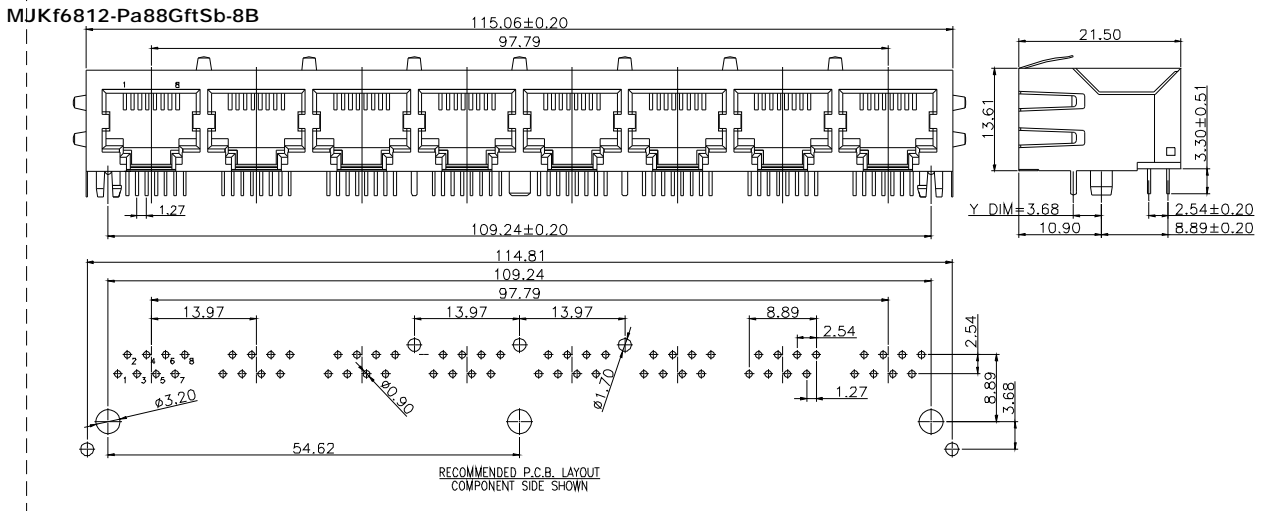 MJKf6812-Pa88GftSb-8B
115.06±0.20
97.79
1 8
1.27
109.24±0.20
21.50
13.61
3.30±0.51
Y DIM=3.68
2.54±0.20
10.90
8.89±0.20
114.81
109.24
97.79
13.97
13.97
13.97
8.89
2.54
2.54
2 4 6 8
1 3 5 7
ø3.20
ø0.90
ø1.70
1.27
8.89
3.68
54.62
RECOMMENDED P.C.B. LAYOUT
COMPONENT SIDE SHOWN